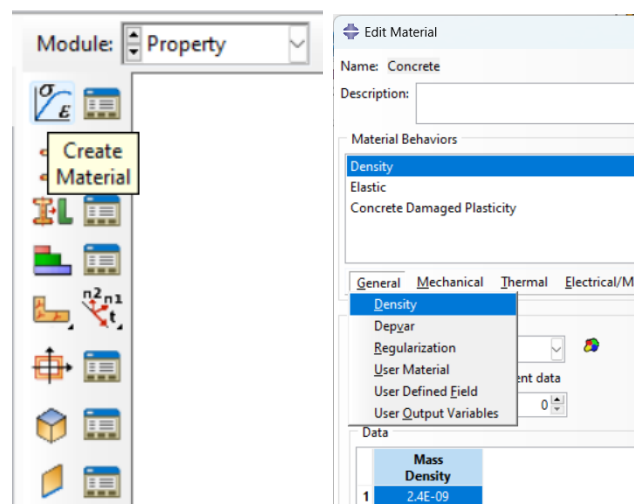 Module: Property
σ
ε
Create
Material
n2 n1
t
Edit Material
Name: Concrete
Description:
Material Behaviors
Density
Elastic
Concrete Damaged Plasticity
General Mechanical Thermal Electrical/M
Density
Depvar
Regularization
User Material
User Defined Field
User Output Variables
ent data
0
Data
Mass
Density
1 2.4E-09